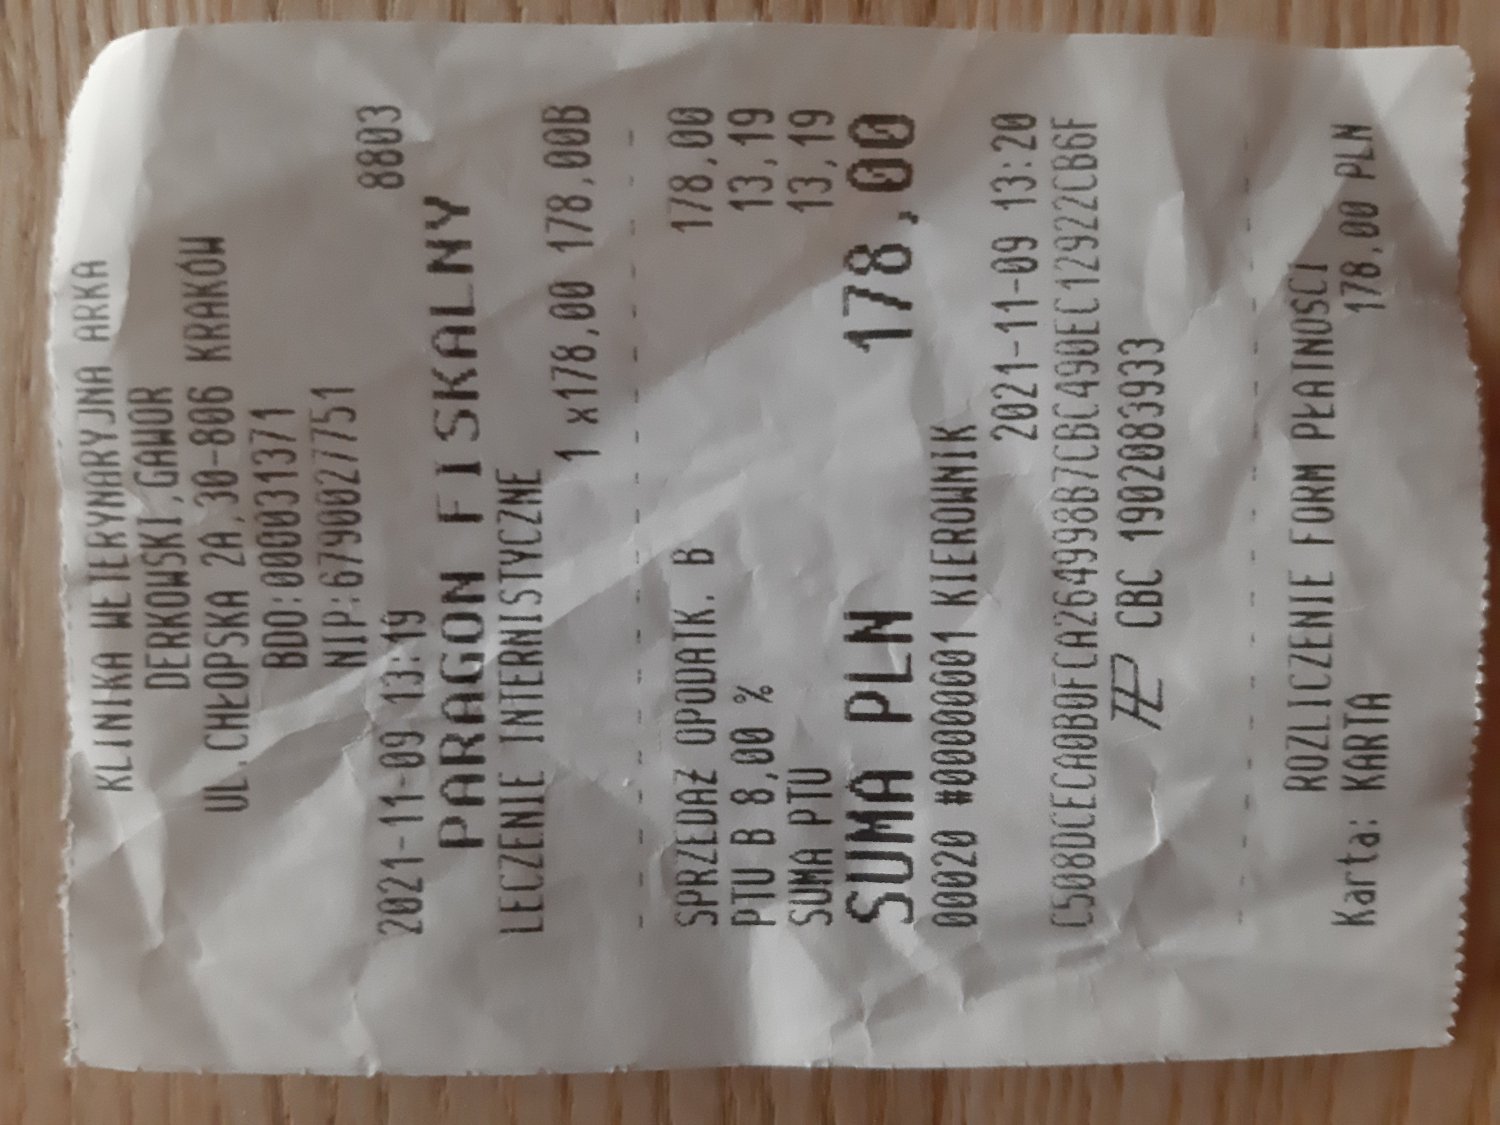 KLINIKA WETERYNARYJNA ARKA
DERKOWSKI,GAWOR
UL.CHŁOPSKA 2A,30-806 KRAKÓW
BDO:000031371
NIP:6790027751
2021-11-09 13:19 8803
PARAGON FISKALNY
LECZENIE INTERNISTYCZNE
1 x178,00 178,00B
SPRZEDAŻ OPODATK. B 178,00
PTU B 8,00 % 13,19
SUMA PTU 13,19
SUMA PLN 178,00
00020 #00000001 KIEROWNIK
2021-11-09 13:20
C508DCECA0B0FCA264998B7CBC490EC12922CB6F
CBC 1902083933
ROZLICZENIE FORM PŁATNOŚCI
Karta: KARTA 178,00 PLN